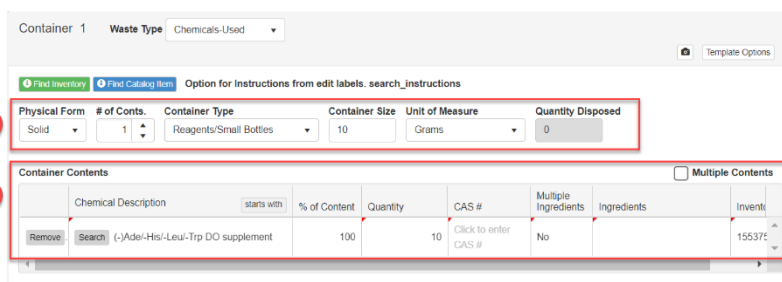 Container 1 Waste Type Chemicals-Used
Template Options
Find Inventory Find Catalog Item Option for Instructions from edit labels. search_instructions
Physical Form # of Conts. Container Type Container Size Unit of Measure Quantity Disposed
Solid 1 Reagents/Small Bottles 10 Grams 0
Container Contents Multiple Contents
Chemical Description starts with % of Content Quantity CAS # Multiple Ingredients Ingredients Invento
Remove Search (-)Ade/-His/-Leu/-Trp DO supplement 100 10 Click to enter CAS # No 155375